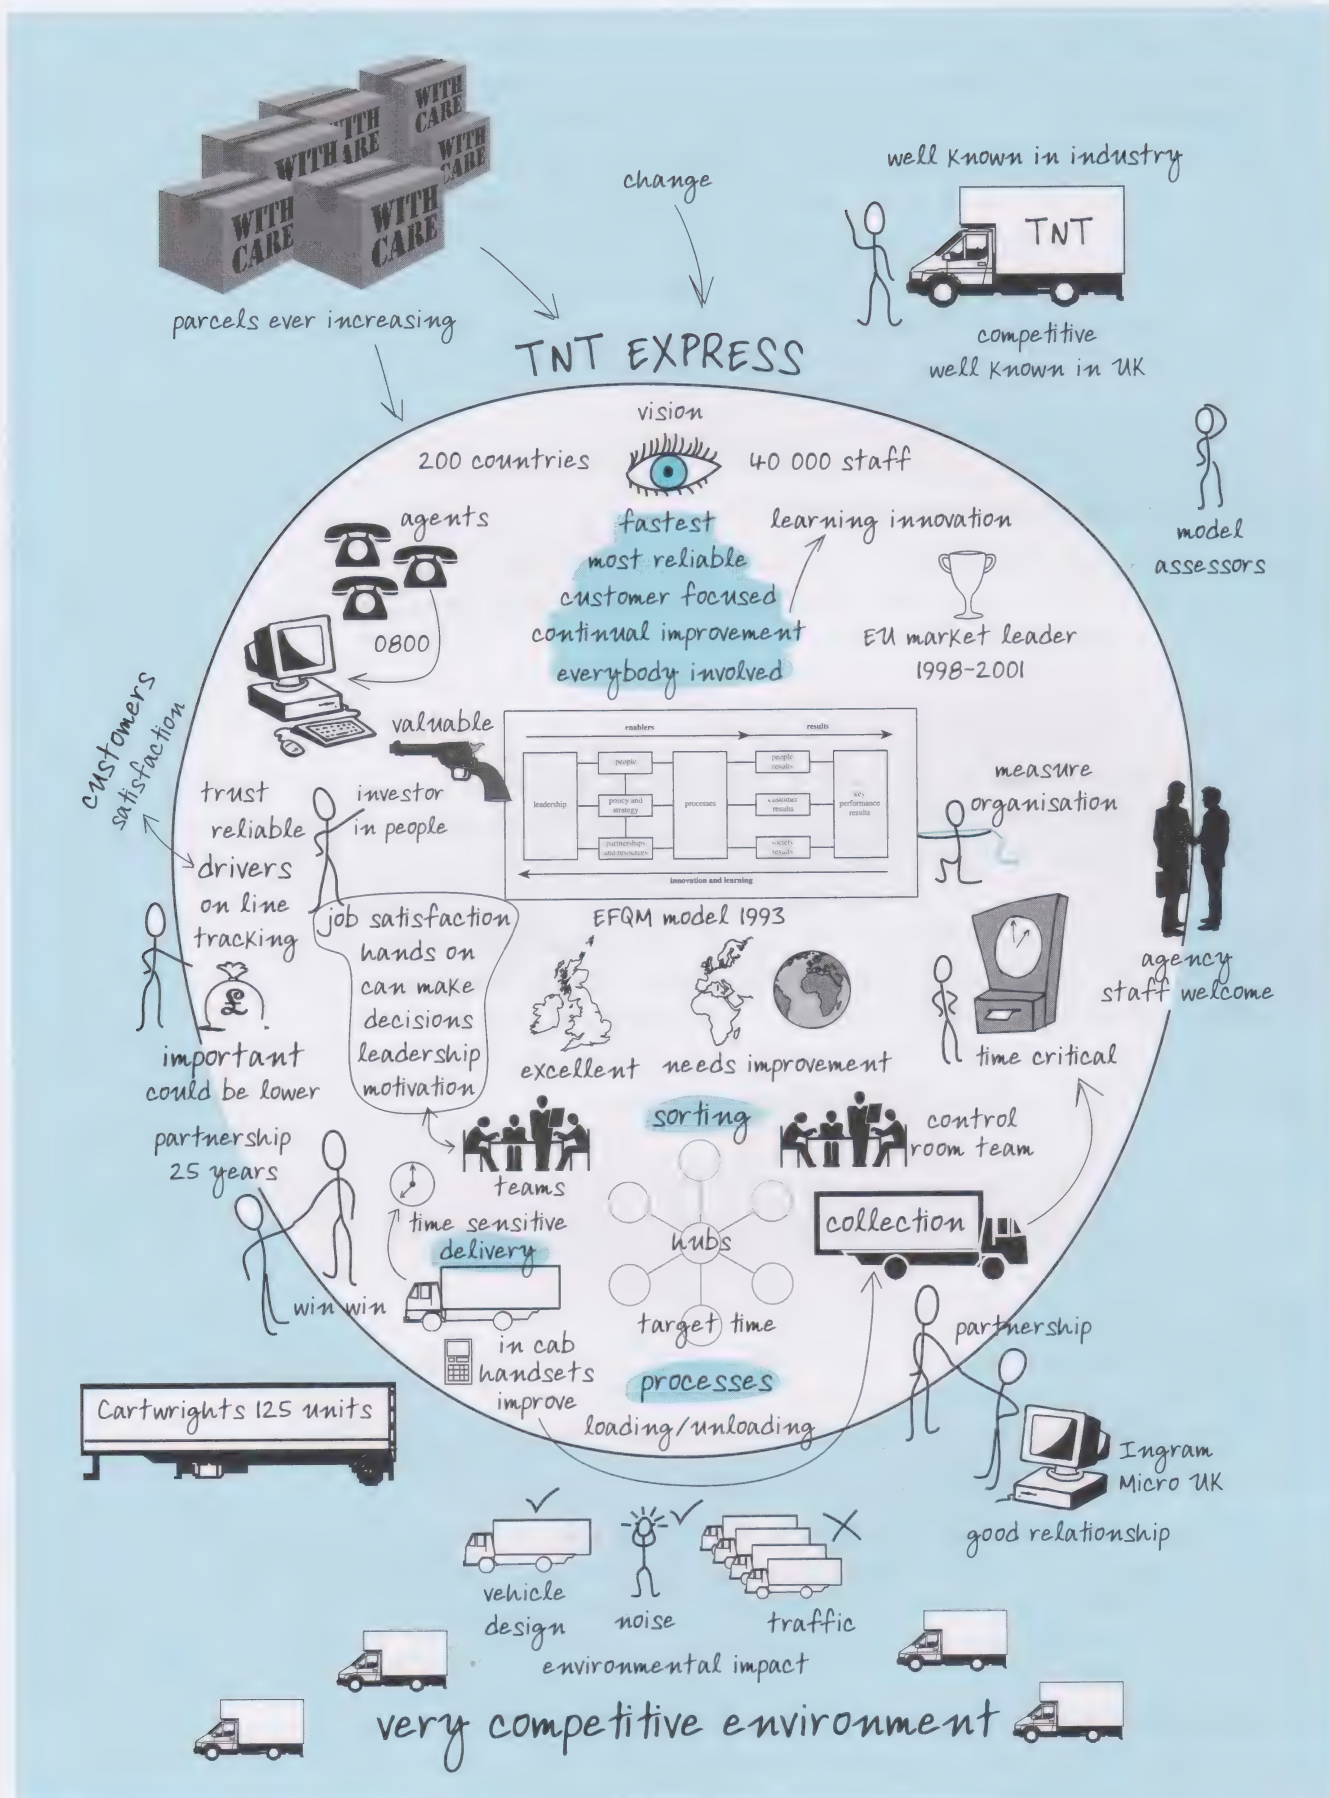 WITH
CARE
WITH
CARE
WITH
CARE
WITH
ARE
ITH
WITH
CARE
parcels ever increasing
change
well known in industry
TNT
competitive
well known in UK
TNT EXPRESS
vision
200 countries
40 000 staff
model
assessors
agents
0800
fastest
most reliable
customer focused
continual improvement
everybody involved
learning innovation
EU market leader
1998-2001
customers
satisfaction
valuable
enablers
results
leadership
people
policy and
strategy
partnerships
and resources
processes
people
results
customer
results
society
results
key
performance
results
innovation and learning
EFQM model 1993
measure
organisation
trust
reliable
drivers
on line
tracking
investor
in people
job satisfaction
hands on
can make
decisions
leadership
motivation
£
important
could be lower
excellent
needs improvement
time critical
agency
staff welcome
partnership
25 years
win win
teams
time sensitive
delivery
sorting
hubs
target time
control
room team
collection
in cab
handsets
improve
processes
loading/unloading
partnership
Cartwrights 125 units
Ingram
Micro UK
good relationship
vehicle
design
noise
traffic
environmental impact
very competitive environment